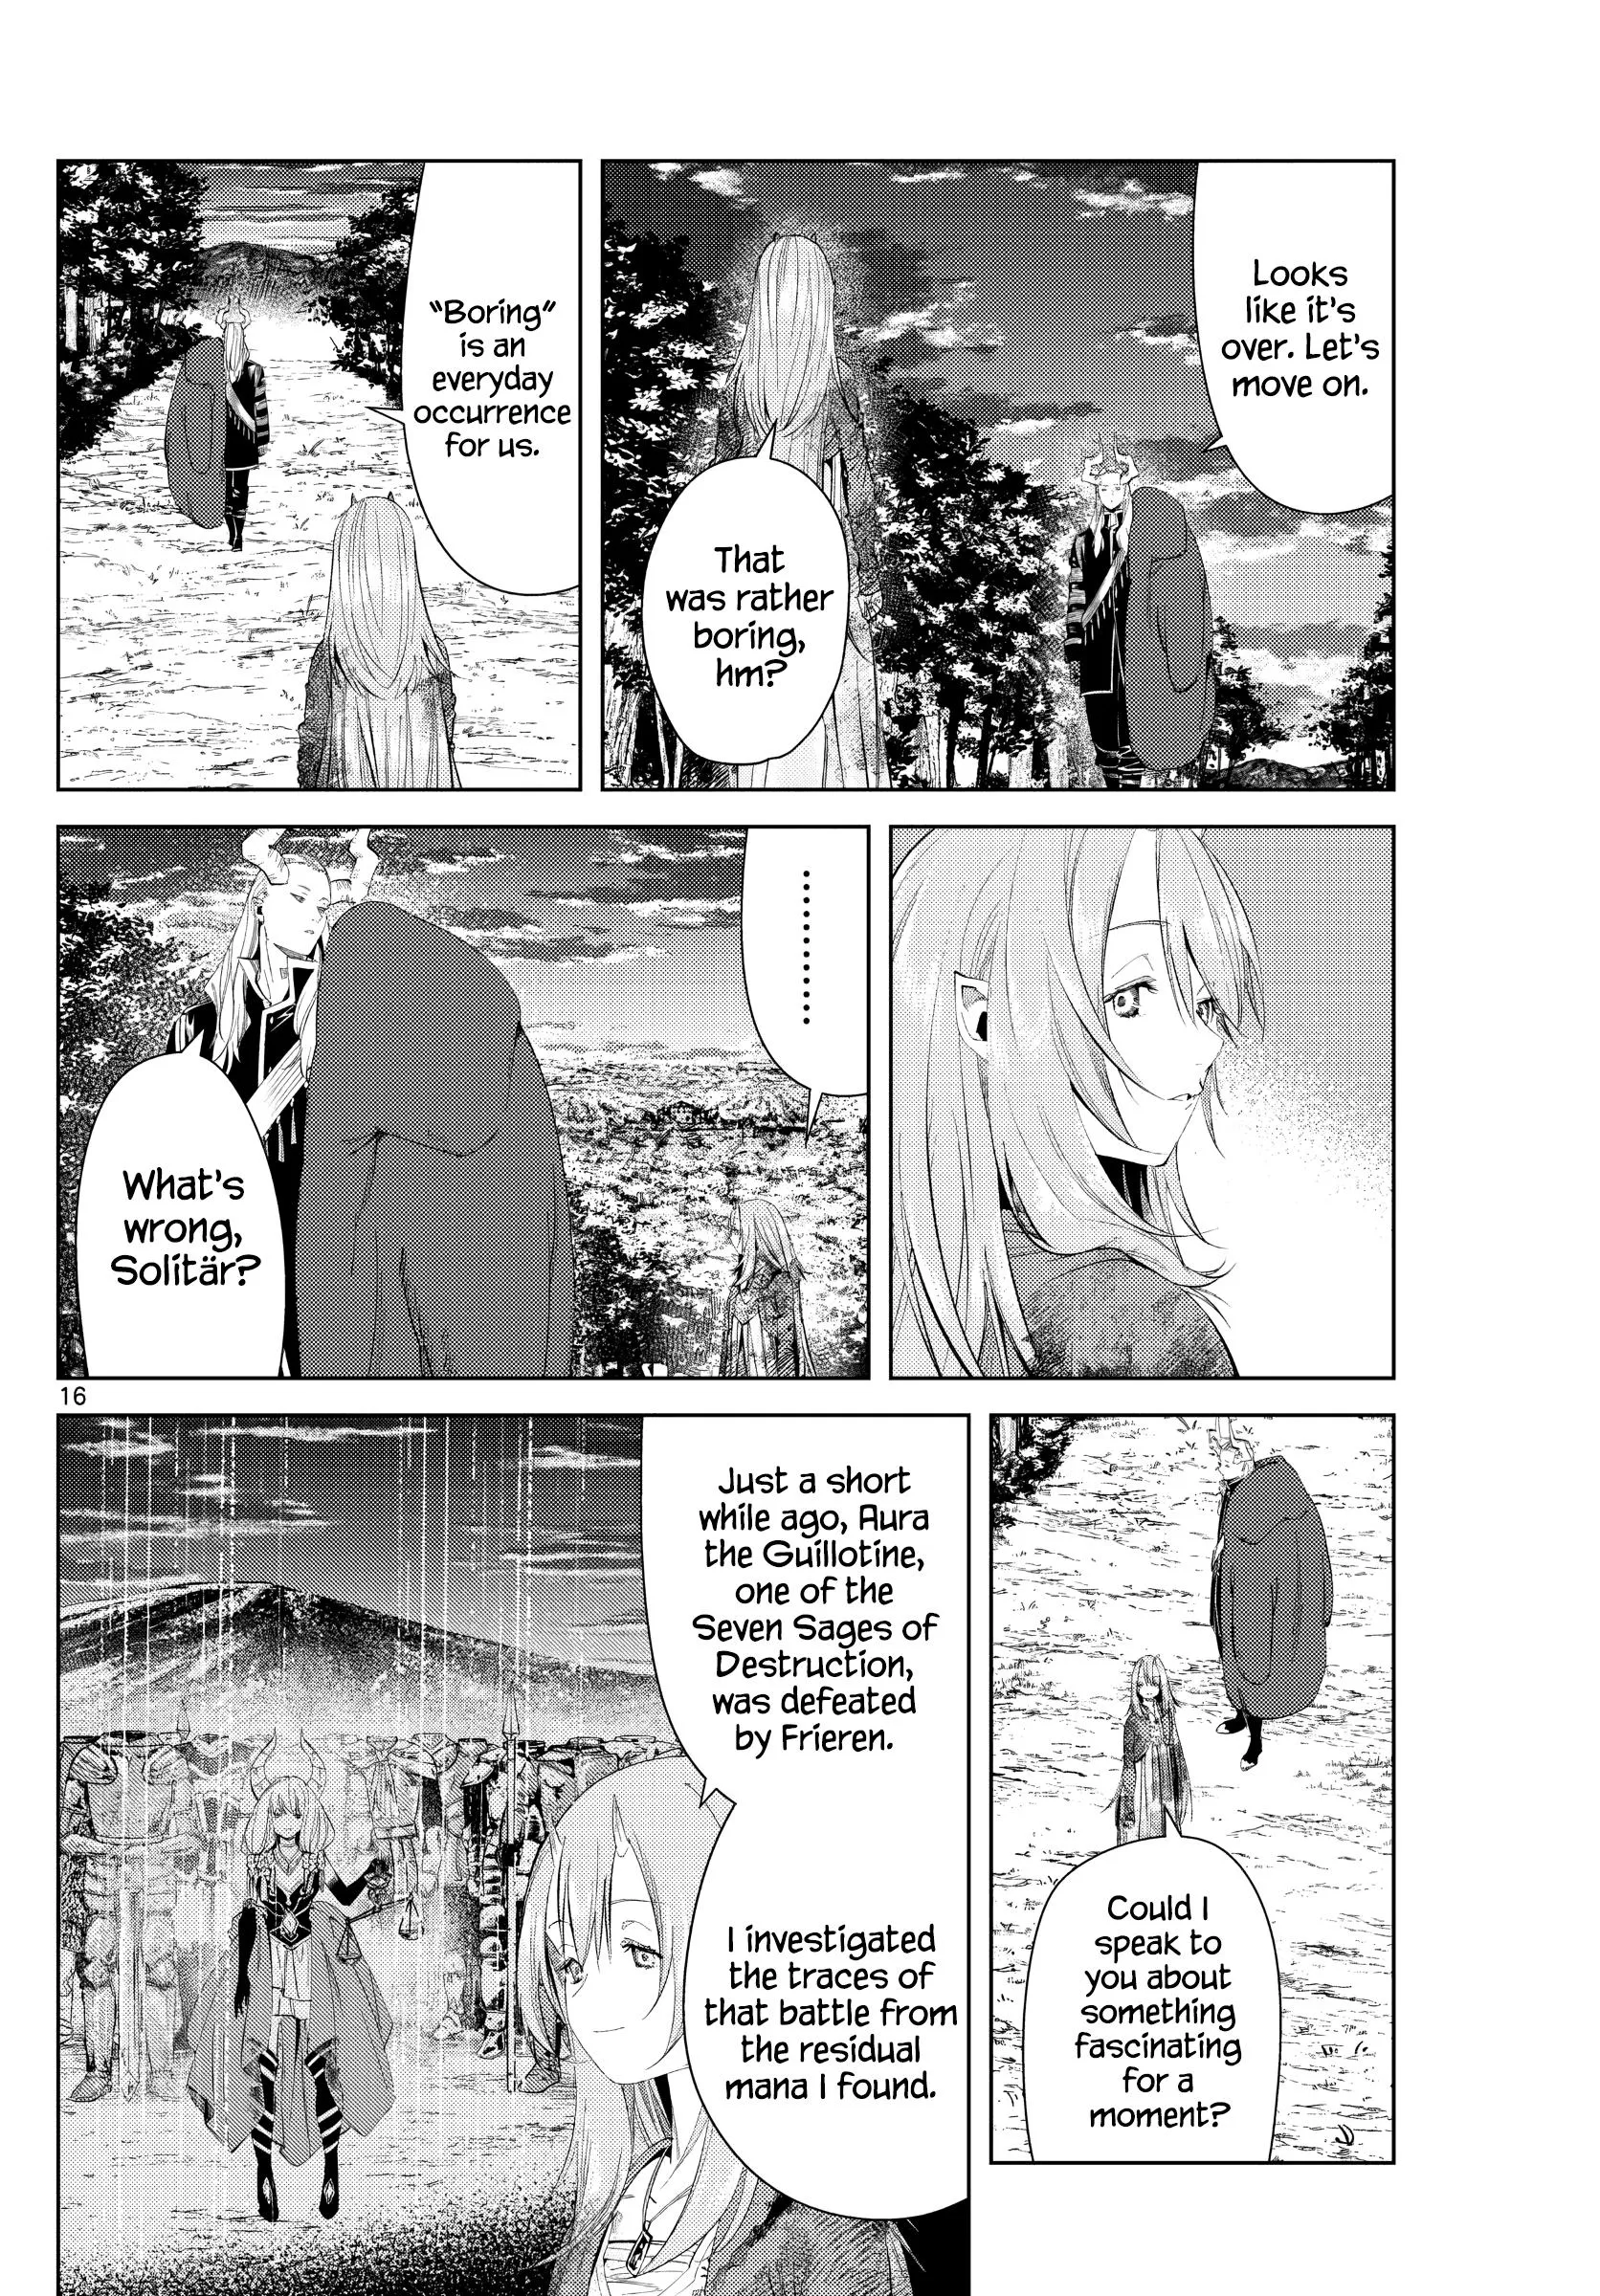 Looks
like it's
over. Let's
move on.
That
was rather
boring,
hm?
"Boring"
is an
everyday
occurrence
for us.
..........
What's
wrong,
Solitär?
Could I
speak to
you about
something
fascinating
for a
moment?
Just a short
while ago, Aura
the Guillotine,
one of the
Seven Sages of
Destruction,
was defeated
by Frieren.
I investigated
the traces of
that battle from
the residual
mana I found.
16